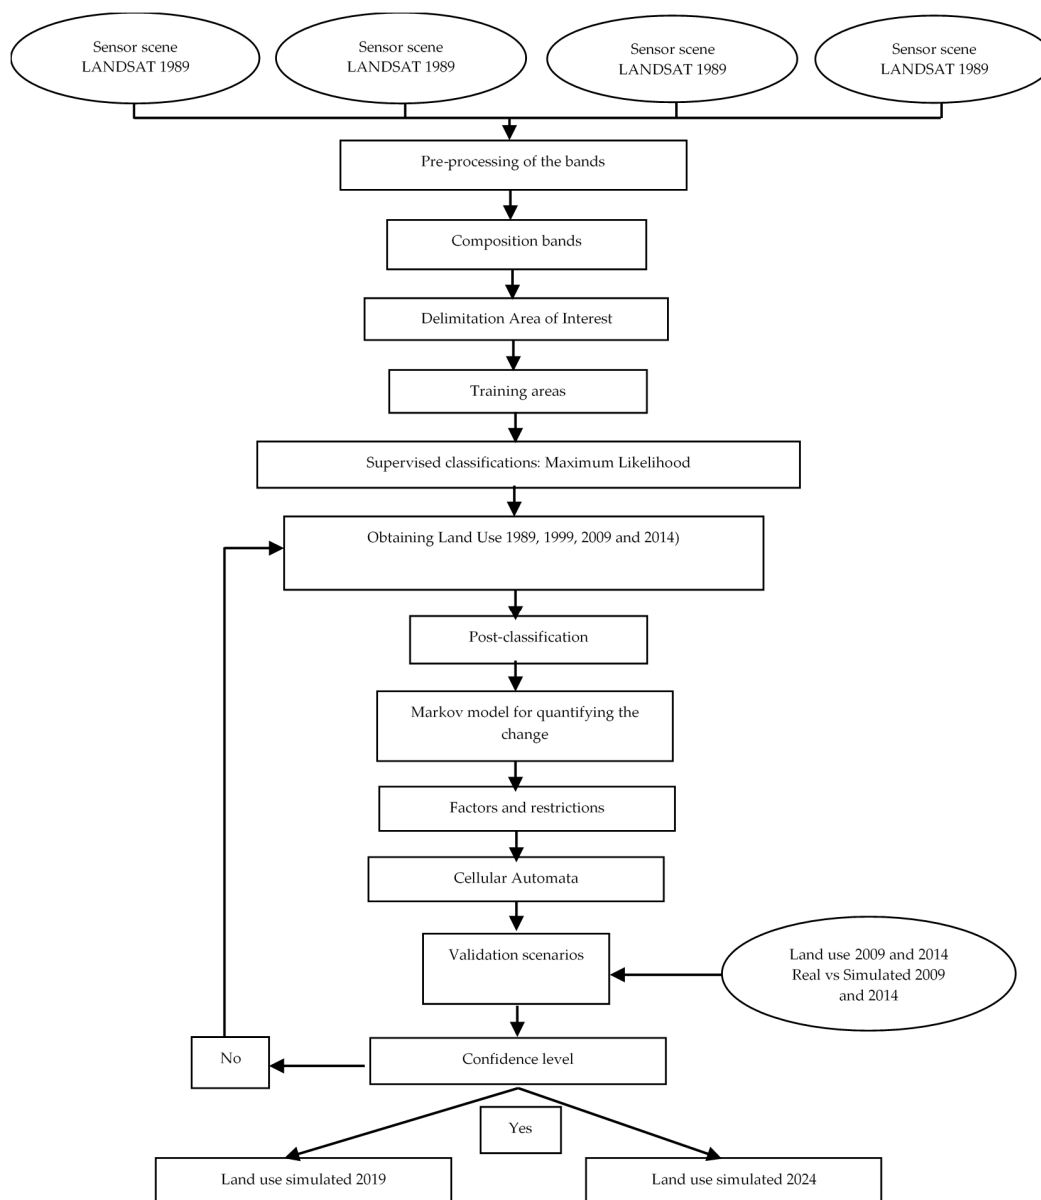 Sensor scene
LANDSAT 1989
Sensor scene
LANDSAT 1989
Sensor scene
LANDSAT 1989
Sensor scene
LANDSAT 1989
Pre-processing of the bands
Composition bands
Delimitation Area of Interest
Training areas
Supervised classifications: Maximum Likelihood
Obtaining Land Use 1989, 1999, 2009 and 2014)
Post-classification
Markov model for quantifying the
change
Factors and restrictions
Cellular Automata
Validation scenarios
Land use 2009 and 2014
Real vs Simulated 2009
and 2014
Confidence level
No
Yes
Land use simulated 2019
Land use simulated 2024